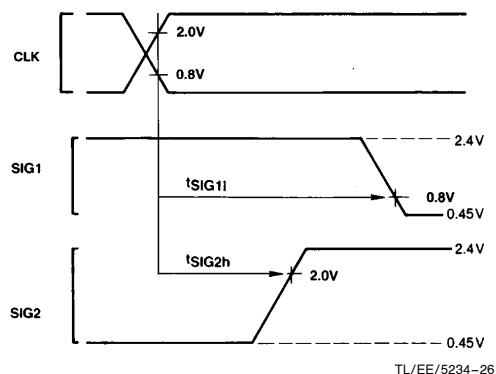 2.0V
CLK
0.8V
2.4V
SIG1
tSIG1l
0.8V
0.45V
2.4V
tSIG2h
2.0V
SIG2
0.45V
TL/EE/5234–26